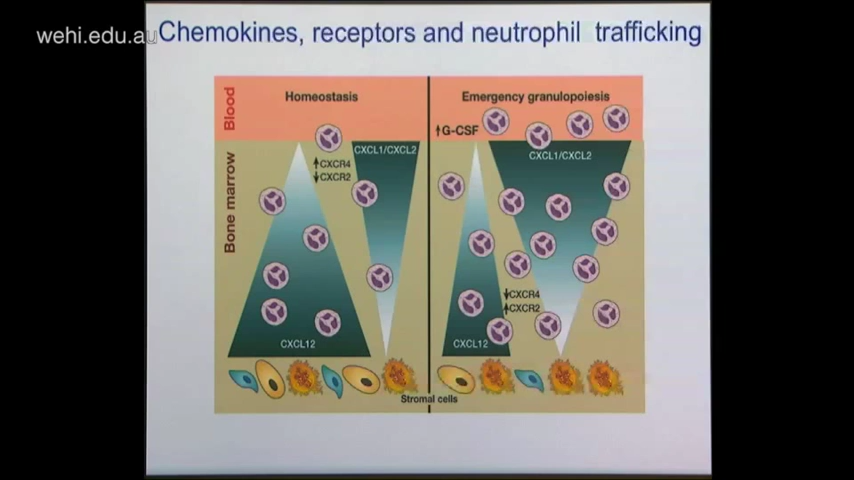 wehi.edu.au
Chemokines, receptors and neutrophil trafficking
Blood
Bone marrow
Homeostasis
CXCL1/CXCL2
↑CXCR4
↓CXCR2
CXCL12
Emergency granulopoiesis
↑G-CSF
CXCL1/CXCL2
↓CXCR4
↑CXCR2
CXCL12
Stromal cells